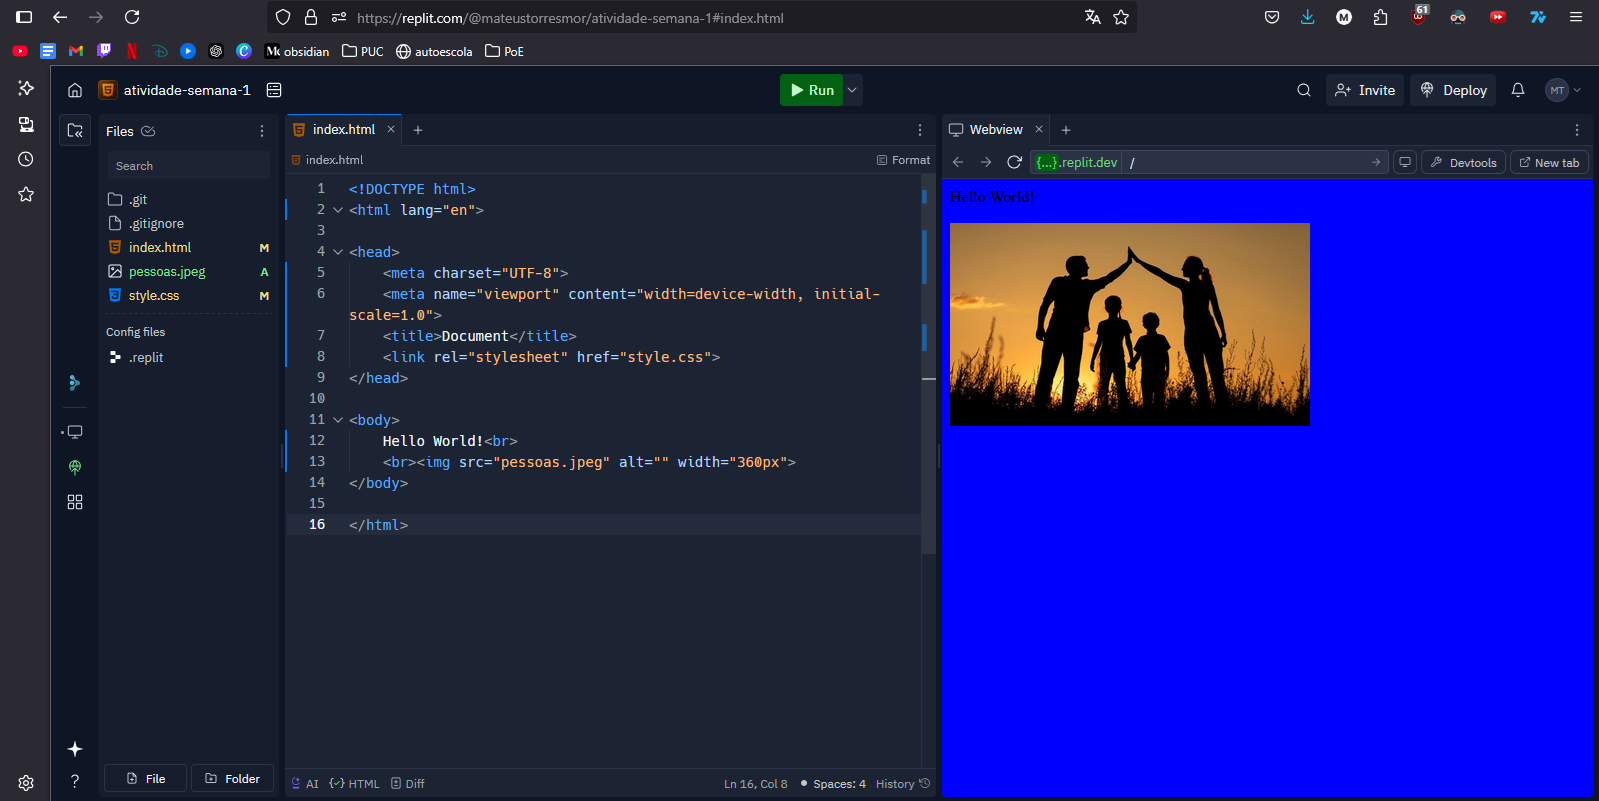 https://replit.com/@mateustorresmor/atividade-semana-1#index.html
61
M
obsidian
PUC
autoescola
PoE
atividade-semana-1
Run
Invite
Deploy
MT
Files
Search
.git
.gitignore
index.html M
pessoas.jpeg A
style.css M
Config files
.replit
File
Folder
index.html
index.html
Format
1 <!DOCTYPE html>
2 <html lang="en">
3
4 <head>
5 <meta charset="UTF-8">
6 <meta name="viewport" content="width=device-width, initial-
scale=1.0">
7 <title>Document</title>
8 <link rel="stylesheet" href="style.css">
9 </head>
10
11 <body>
12 Hello World!<br>
13 <br><img src="pessoas.jpeg" alt="" width="360px">
14 </body>
15
16 </html>
AI
HTML
Diff
Ln 16, Col 8
Spaces: 4
History
Webview
{...}.replit.dev /
Devtools
New tab
Hello World!